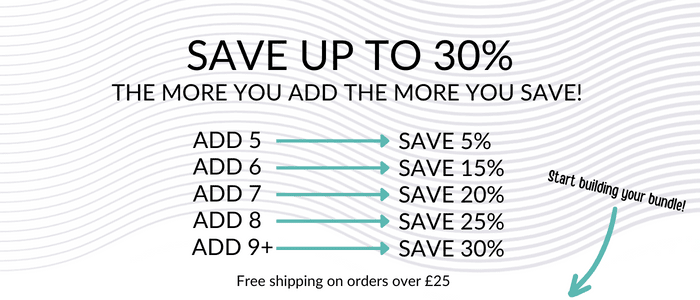 SAVE UP TO 30%
THE MORE YOU ADD THE MORE YOU SAVE!
ADD 5 SAVE 5%
ADD 6 SAVE 15%
ADD 7 SAVE 20%
ADD 8 SAVE 25%
ADD 9+ SAVE 30%
Start building your bundle!
Free shipping on orders over £25